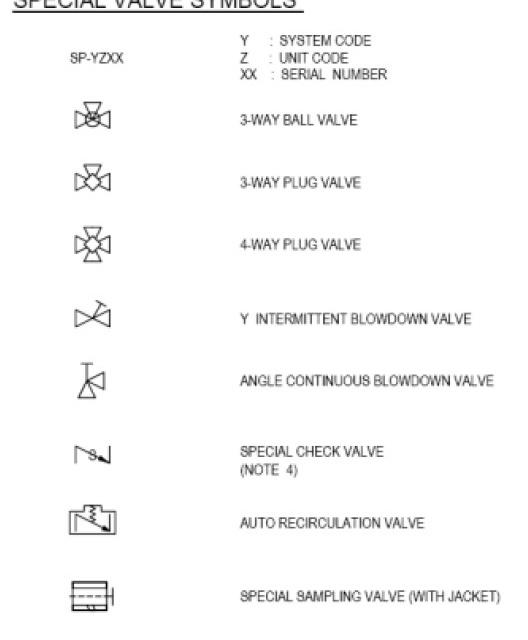 SPECIAL VALVE SYMBOLS
SP-YZXX
Y : SYSTEM CODE
Z : UNIT CODE
XX : SERIAL NUMBER
3-WAY BALL VALVE
3-WAY PLUG VALVE
4-WAY PLUG VALVE
Y INTERMITTENT BLOWDOWN VALVE
ANGLE CONTINUOUS BLOWDOWN VALVE
S
SPECIAL CHECK VALVE
(NOTE 4)
AUTO RECIRCULATION VALVE
SPECIAL SAMPLING VALVE (WITH JACKET)